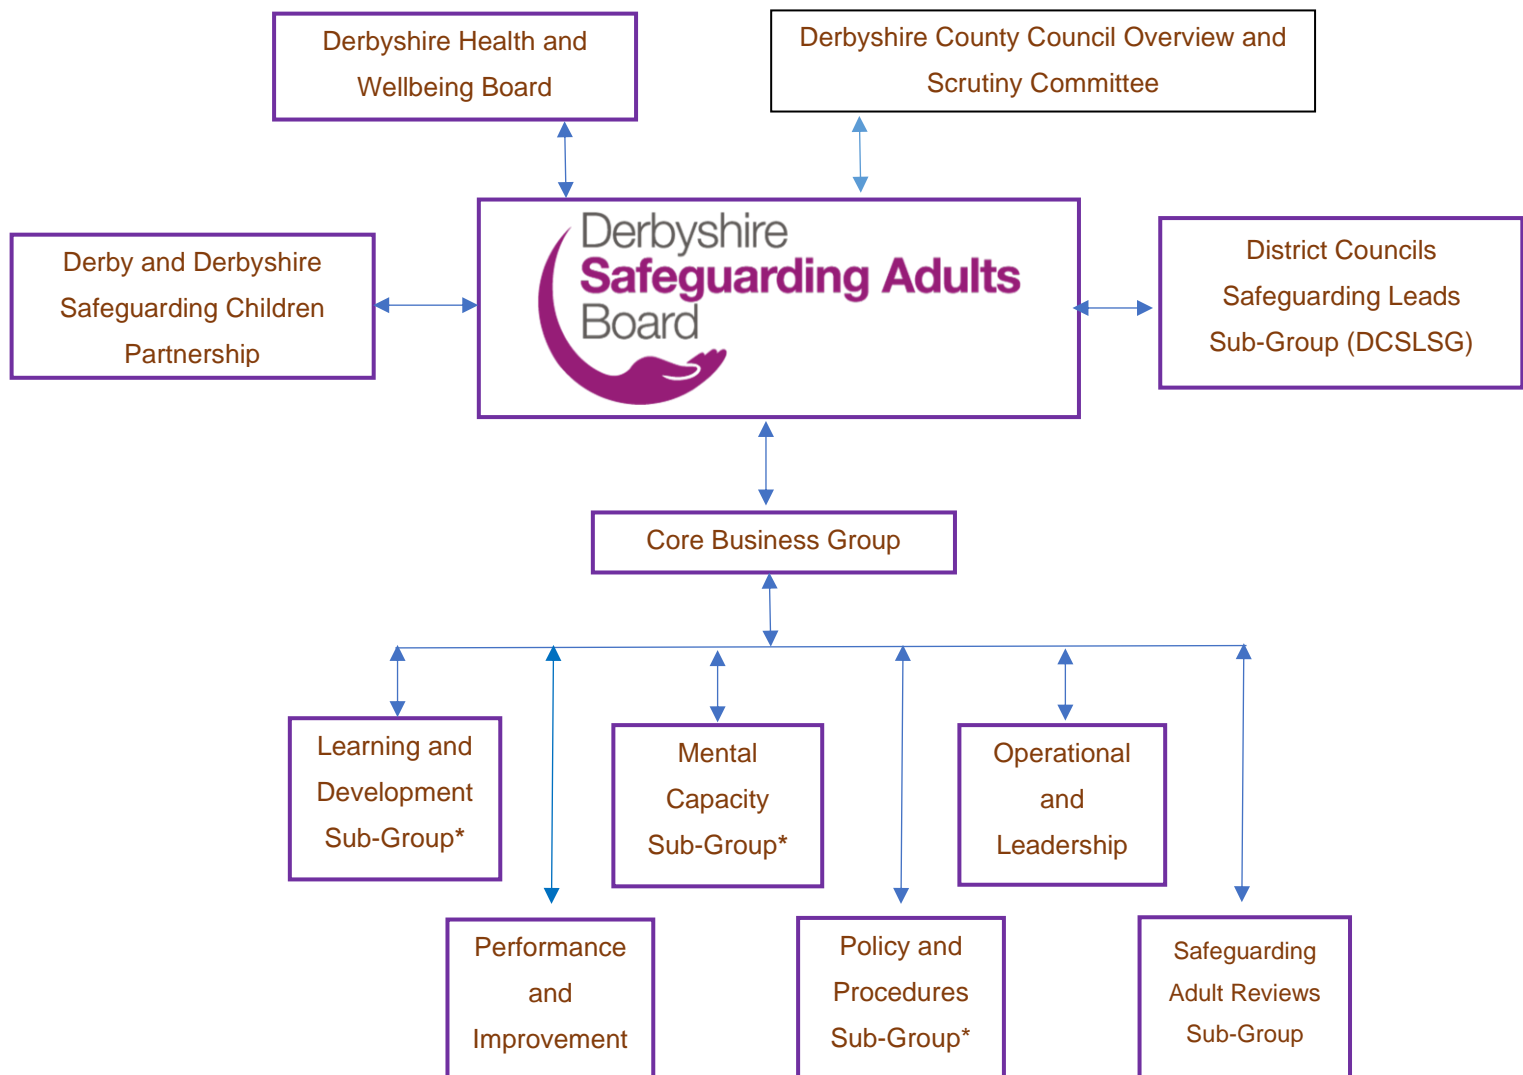 Derbyshire Health and
Wellbeing Board
Derbyshire County Council Overview and
Scrutiny Committee
Derby and Derbyshire
Safeguarding Children
Partnership
Derbyshire
Safeguarding Adults
Board
District Councils
Safeguarding Leads
Sub-Group (DCSLSG)
Core Business Group
Learning and
Development
Sub-Group*
Mental
Capacity
Sub-Group*
Operational
and
Leadership
Performance
and
Improvement
Policy and
Procedures
Sub-Group*
Safeguarding
Adult Reviews
Sub-Group